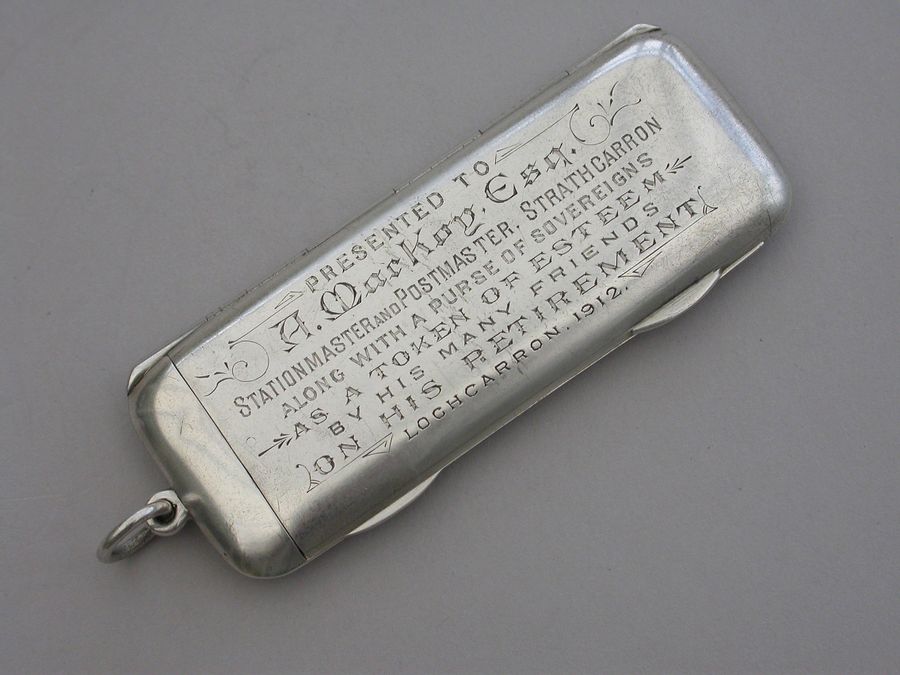 PRESENTED TO
A. MacKoy, Esq.
STATIONMASTER AND POSTMASTER, STRATHCARRON
ALONG WITH A PURSE OF SOVEREIGNS
AS A TOKEN OF ESTEEM
BY HIS MANY FRIENDS
ON HIS RETIREMENT
LOCHCARRON. 1912.